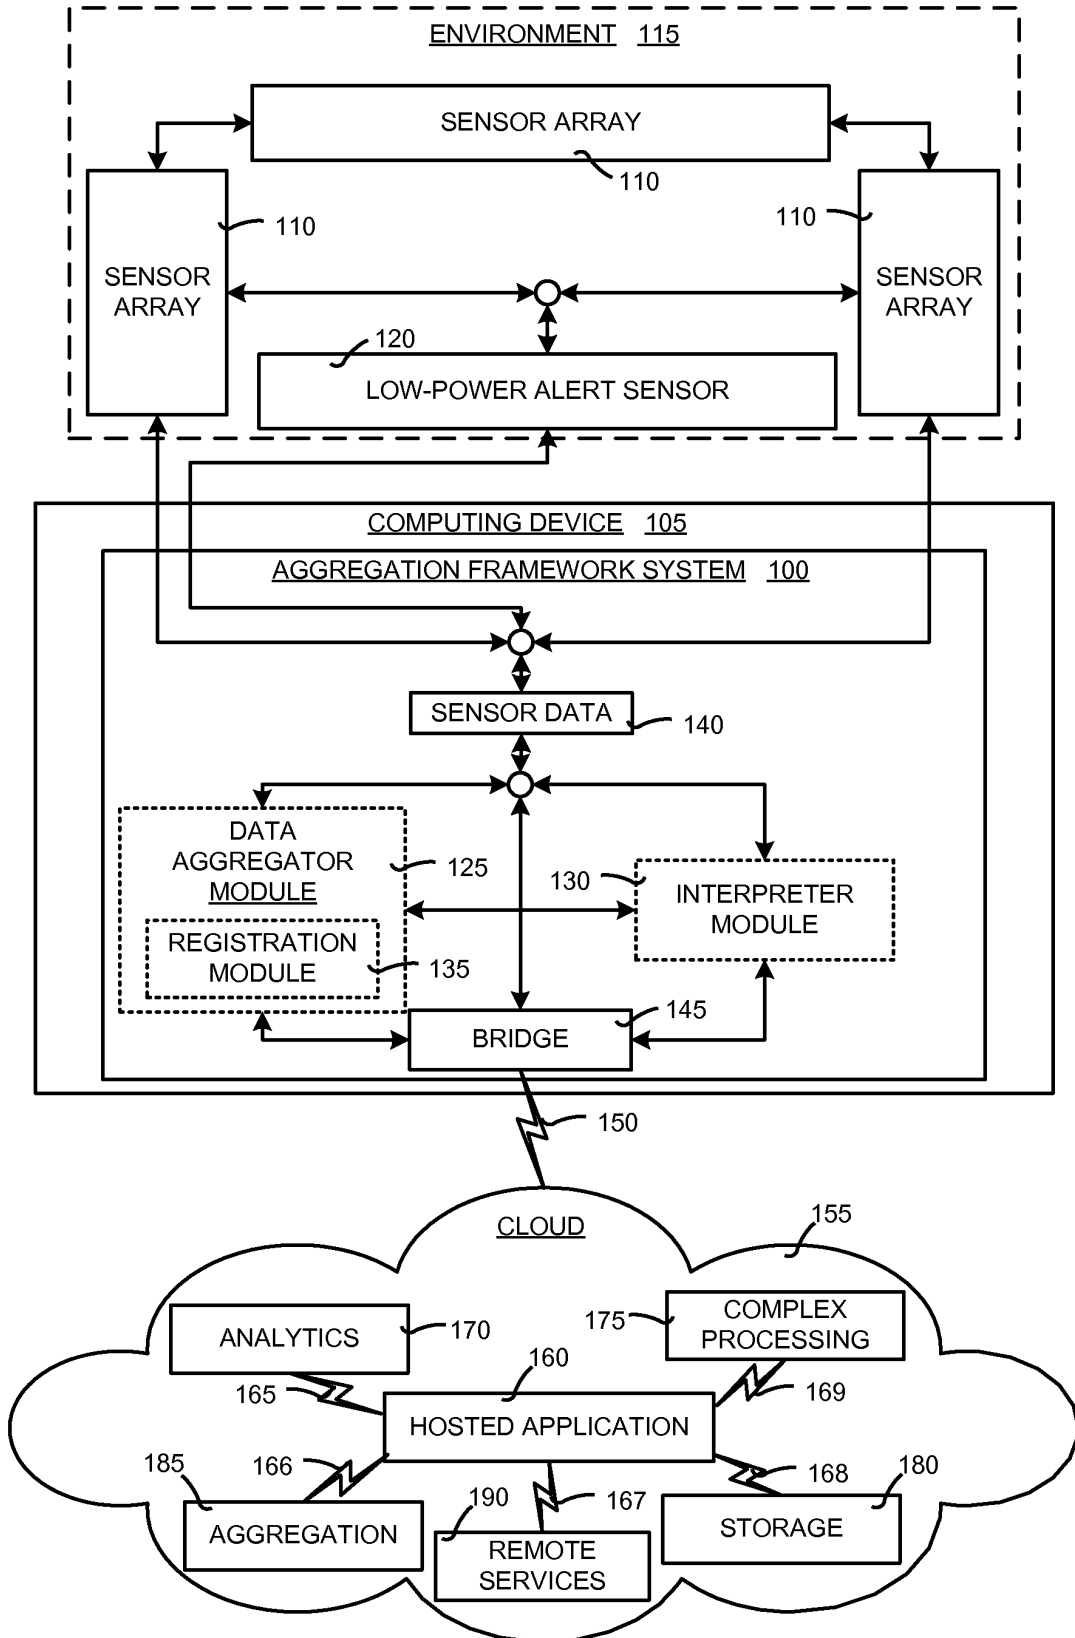 ENVIRONMENT 115
SENSOR ARRAY
110
110
110
SENSOR
ARRAY
SENSOR
ARRAY
120
LOW-POWER ALERT SENSOR
COMPUTING DEVICE 105
AGGREGATION FRAMEWORK SYSTEM 100
SENSOR DATA
140
DATA
AGGREGATOR
MODULE
125
130
INTERPRETER
MODULE
REGISTRATION
MODULE
135
145
BRIDGE
150
CLOUD
155
ANALYTICS
170
175
COMPLEX
PROCESSING
165
160
169
HOSTED APPLICATION
185
166
168
180
AGGREGATION
190
167
STORAGE
REMOTE
SERVICES